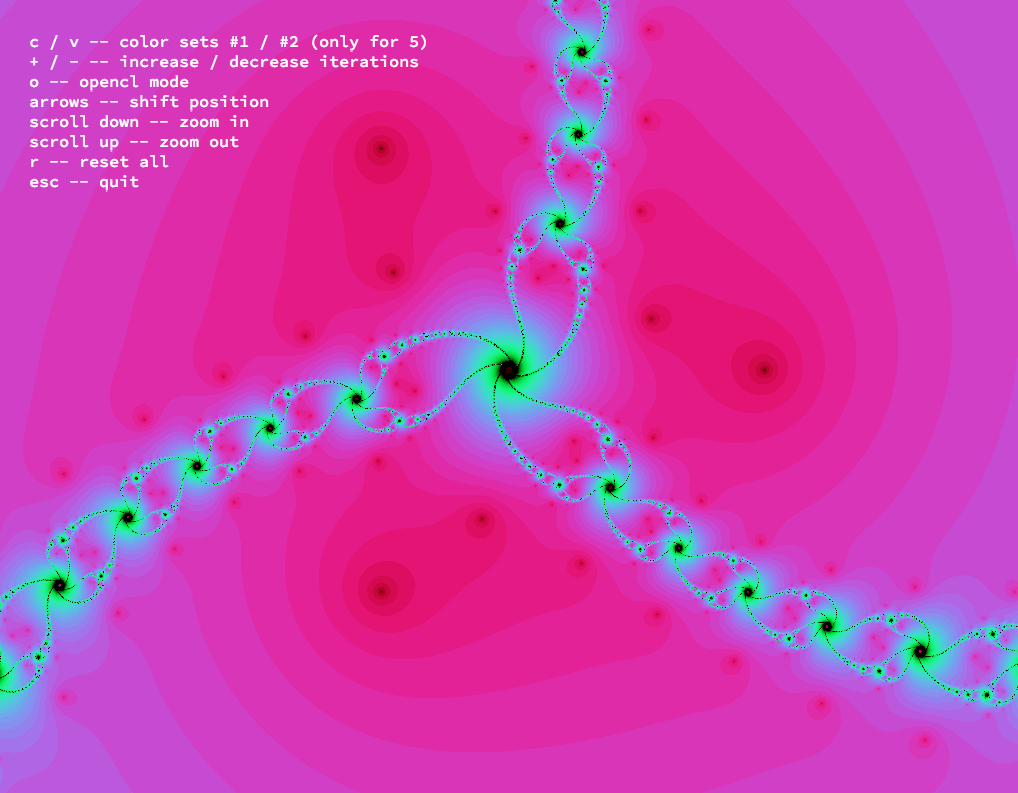 c / v -- color sets #1 / #2 (only for 5)
+ / - -- increase / decrease iterations
o -- opencl mode
arrows -- shift position
scroll down -- zoom in
scroll up -- zoom out
r -- reset all
esc -- quit